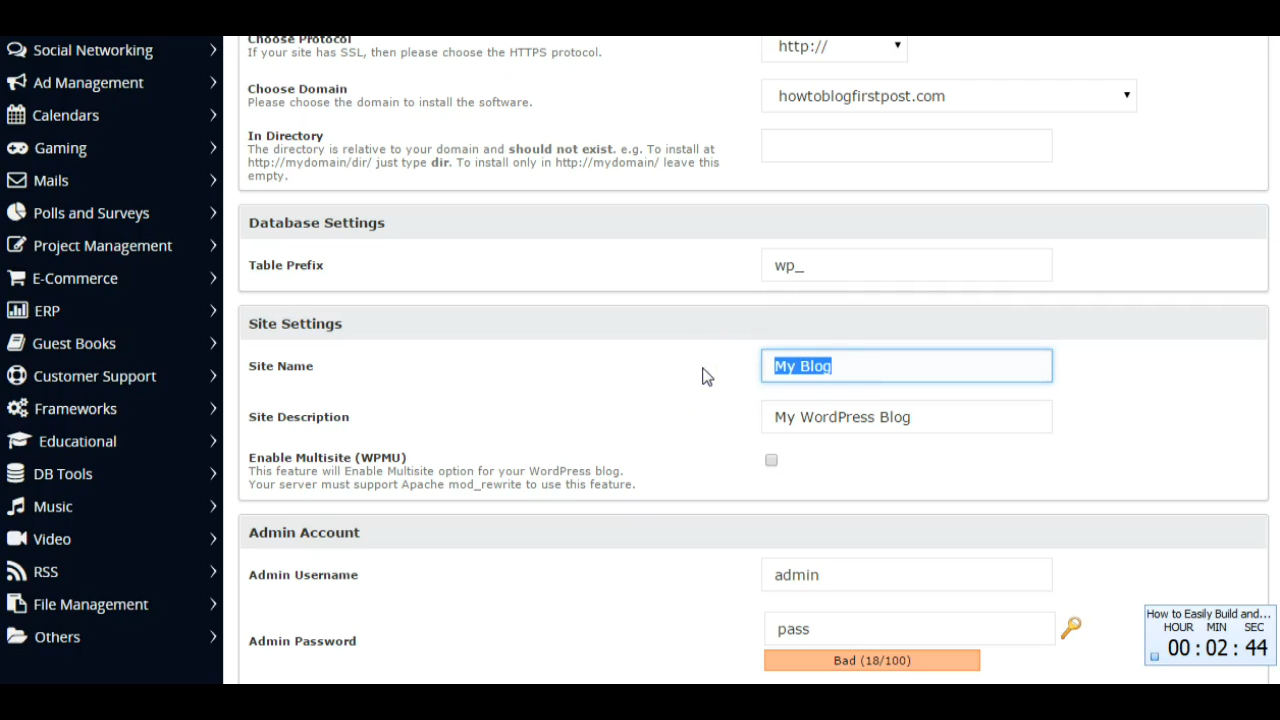 Social Networking
Ad Management
Calendars
Gaming
Mails
Polls and Surveys
Project Management
E-Commerce
ERP
Guest Books
Customer Support
Frameworks
Educational
DB Tools
Music
Video
RSS
File Management
Others
Choose Protocol
If your site has SSL, then please choose the HTTPS protocol.
http://
Choose Domain
Please choose the domain to install the software.
howtoblogfirstpost.com
In Directory
The directory is relative to your domain and should not exist. e.g. To install at
http://mydomain/dir/ just type dir. To install only in http://mydomain/ leave this
empty.
Database Settings
Table Prefix
wp_
Site Settings
Site Name
My Blog
Site Description
My WordPress Blog
Enable Multisite (WPMU)
This feature will Enable Multisite option for your WordPress blog.
Your server must support Apache mod_rewrite to use this feature.
Admin Account
Admin Username
admin
Admin Password
pass
Bad (18/100)
How to Easily Build and...
HOUR MIN SEC
00 : 02 : 44